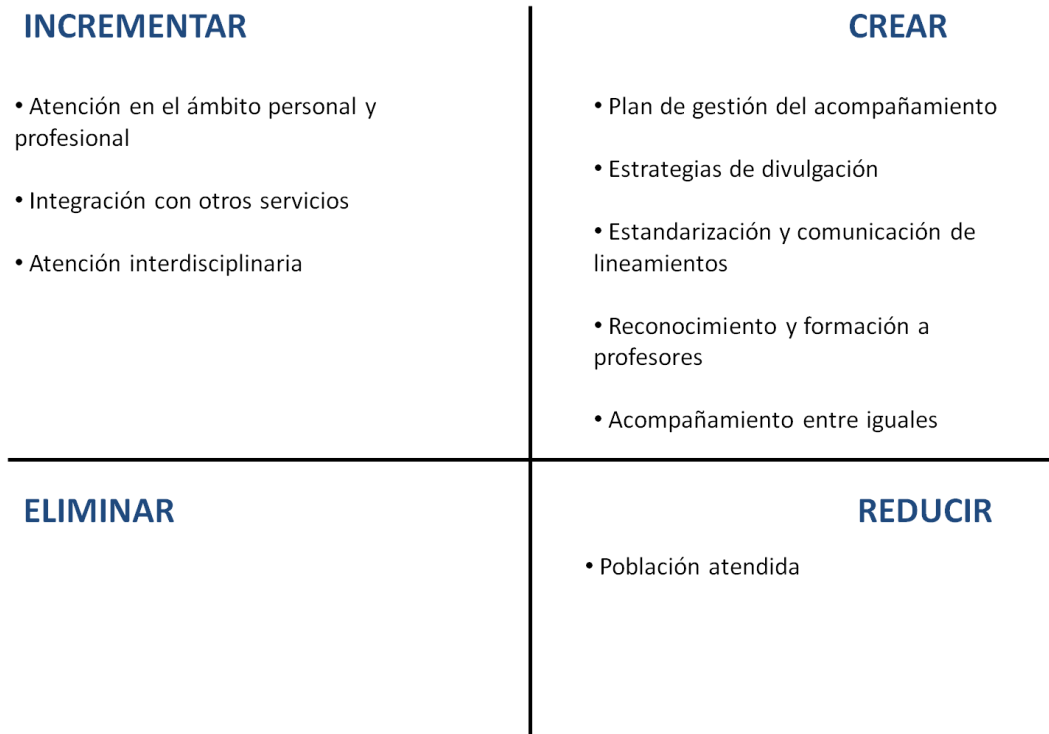 INCREMENTAR
• Atención en el ámbito personal y
profesional
• Integración con otros servicios
• Atención interdisciplinaria
CREAR
• Plan de gestión del acompañamiento
• Estrategias de divulgación
• Estandarización y comunicación de
lineamientos
• Reconocimiento y formación a
profesores
• Acompañamiento entre iguales
ELIMINAR
REDUCIR
• Población atendida